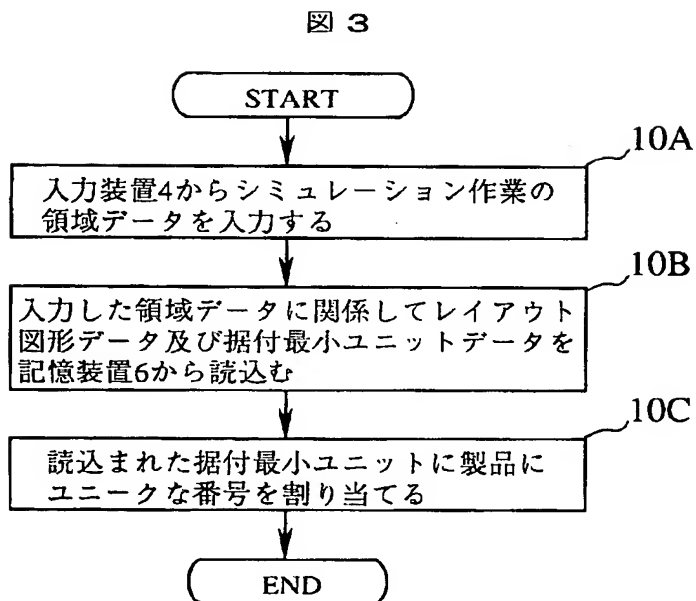 図 3
START
10A
入力装置4からシミュレーション作業の
領域データを入力する
10B
入力した領域データに関係してレイアウト
図形データ及び据付最小ユニットデータを
記憶装置6から読込む
10C
読込まれた据付最小ユニットに製品に
ユニークな番号を割り当てる
END